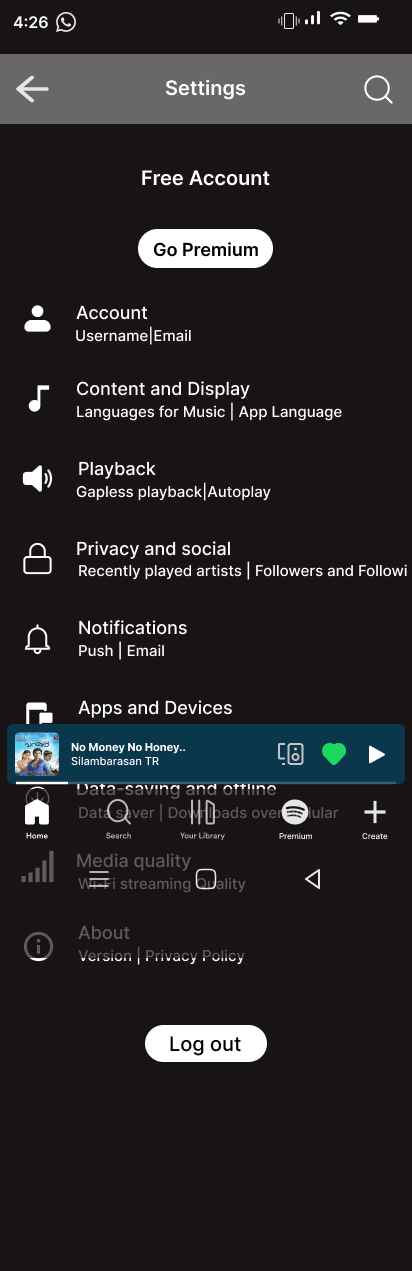 4:26
Settings
Free Account
Go Premium
Account
Username|Email
Content and Display
Languages for Music | App Language
Playback
Gapless playback|Autoplay
Privacy and social
Recently played artists | Followers and Followi
Notifications
Push | Email
Apps and Devices
No Money No Honey..
Silambarasan TR
Data-saving and offline
Data saver | Downloads over cellular
Home
Search
Your Library
Premium
Create
Media quality
Wi-Fi streaming Quality
About
Version | Privacy Policy
Log out